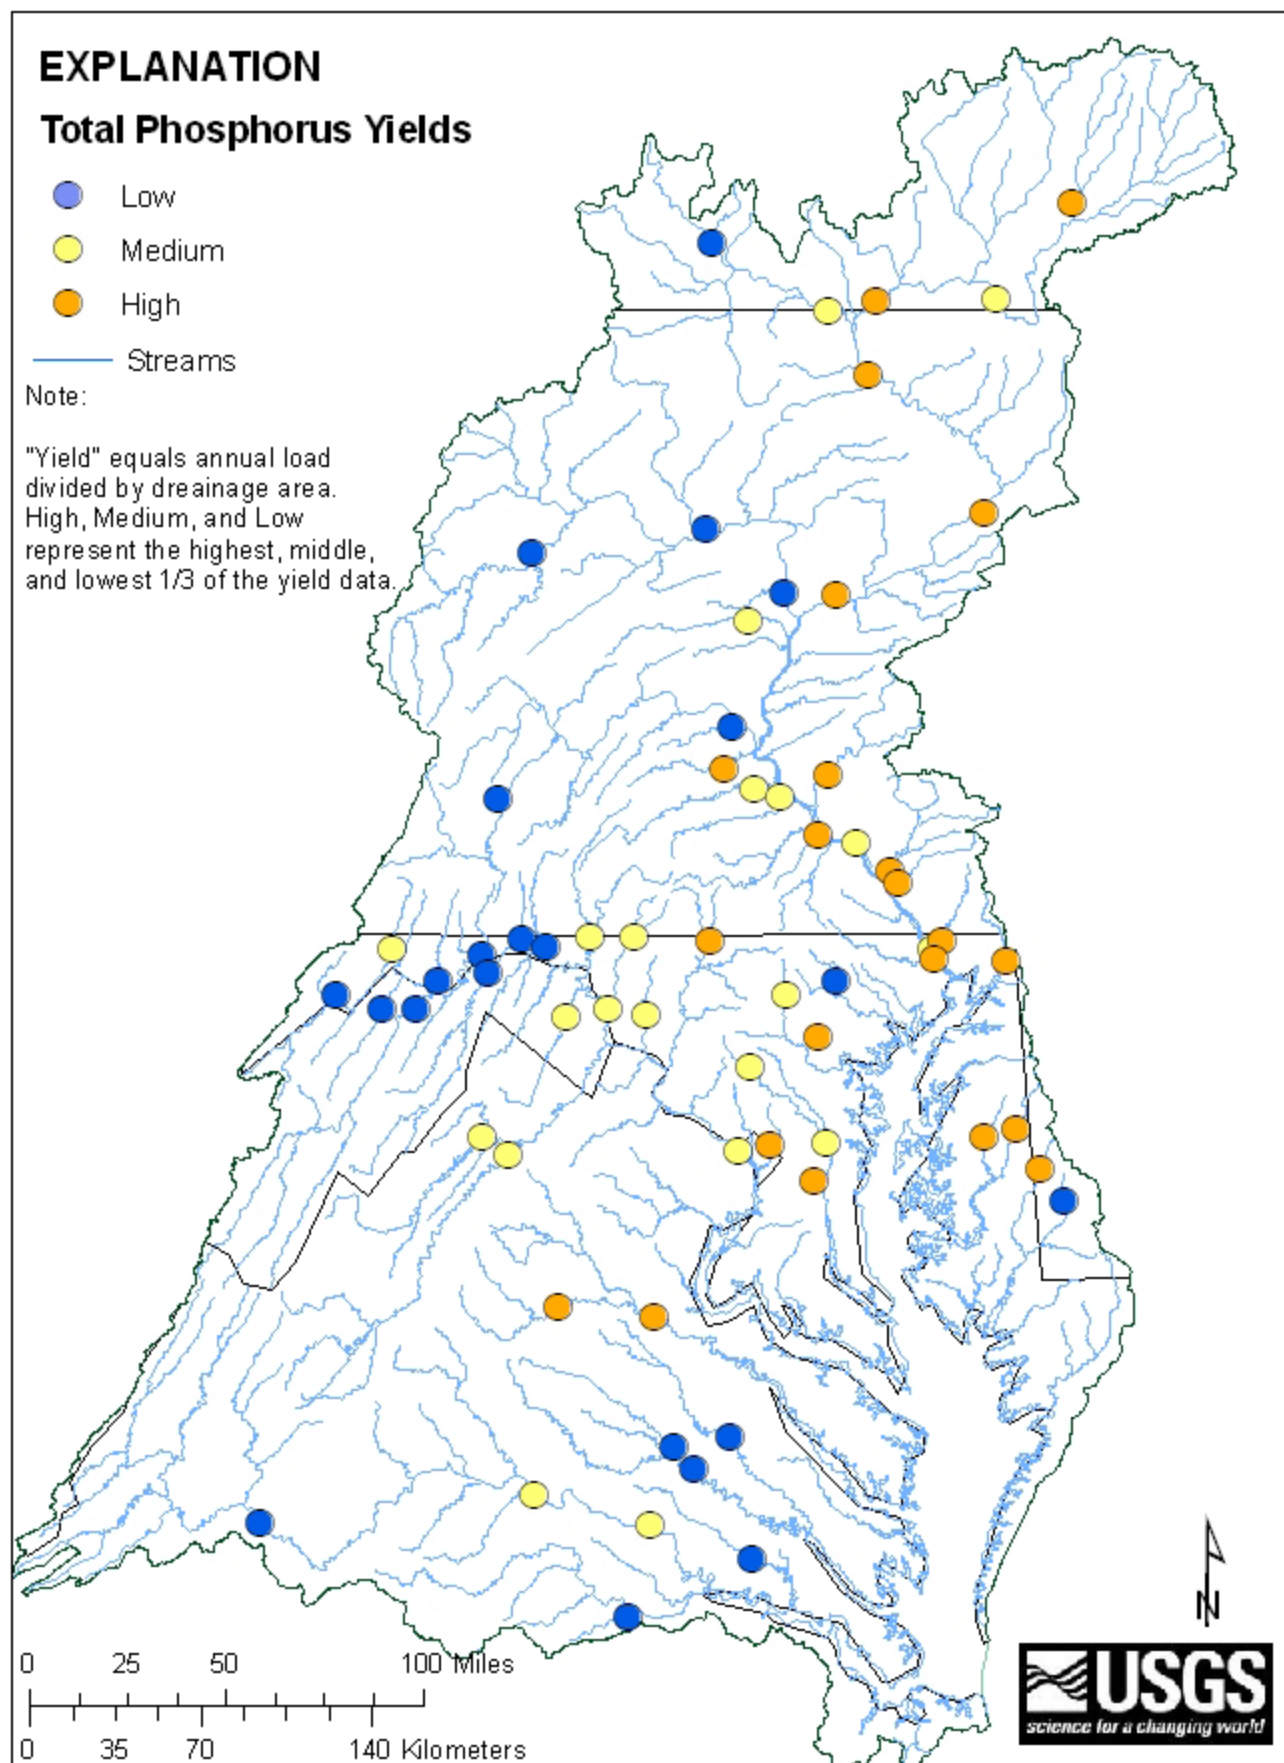 EXPLANATION
Total Phosphorus Yields
Low
Medium
High
Streams
Note:
"Yield" equals annual load
divided by dreainage area.
High, Medium, and Low
represent the highest, middle,
and lowest 1/3 of the yield data.
0 25 50 100 Miles
0 35 70 140 Kilometers
N
USGS
science for a changing world